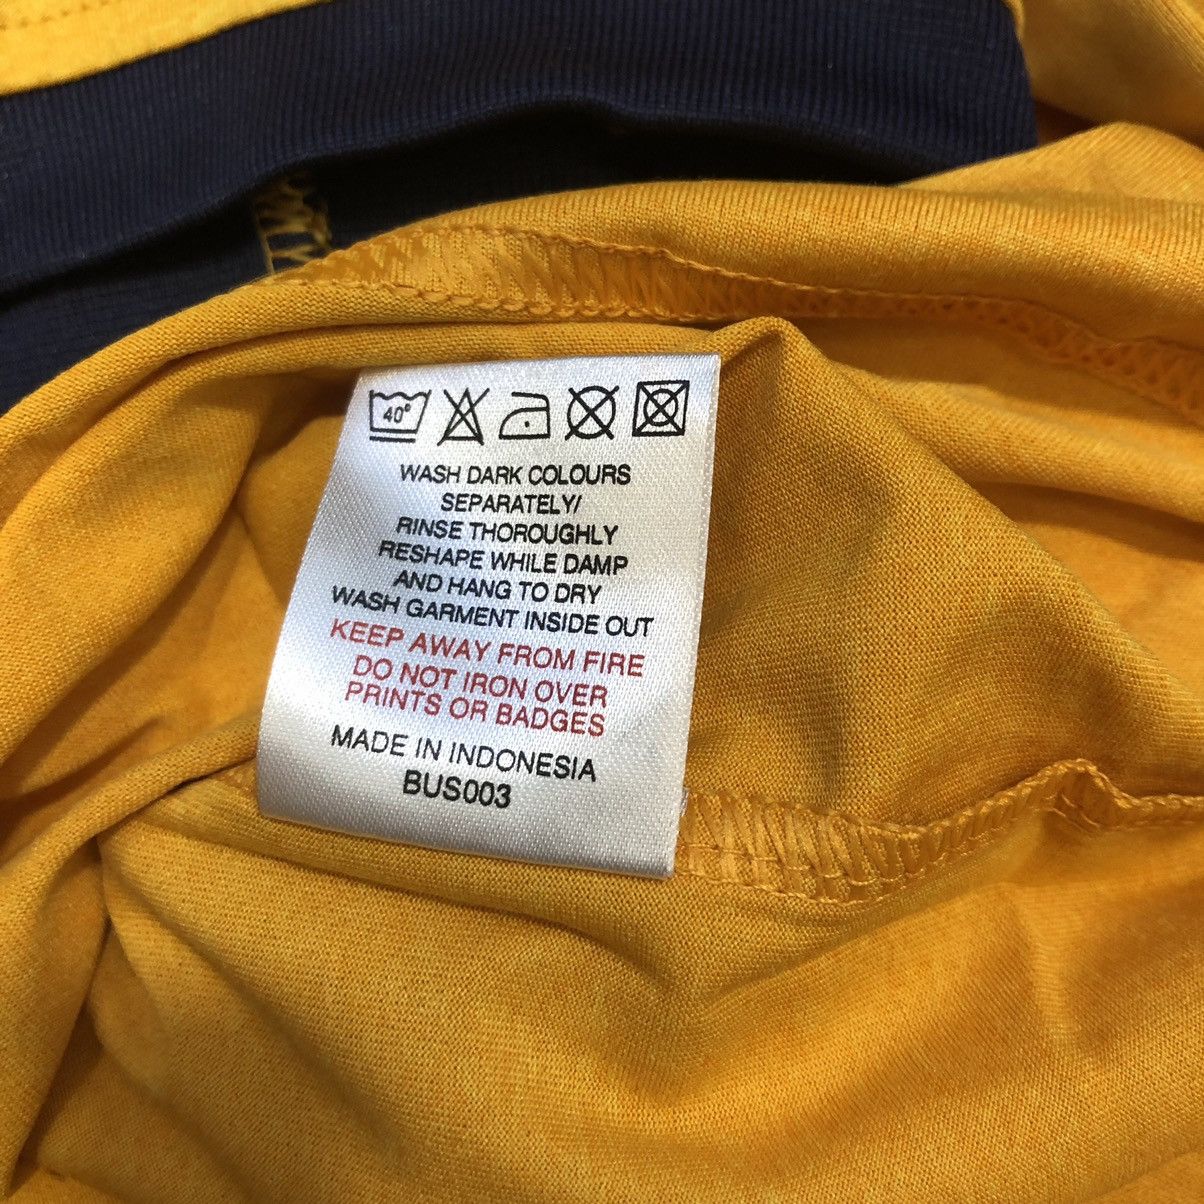 40°
WASH DARK COLOURS
SEPARATELY/
RINSE THOROUGHLY
RESHAPE WHILE DAMP
AND HANG TO DRY
WASH GARMENT INSIDE OUT
KEEP AWAY FROM FIRE
DO NOT IRON OVER
PRINTS OR BADGES
MADE IN INDONESIA
BUS003